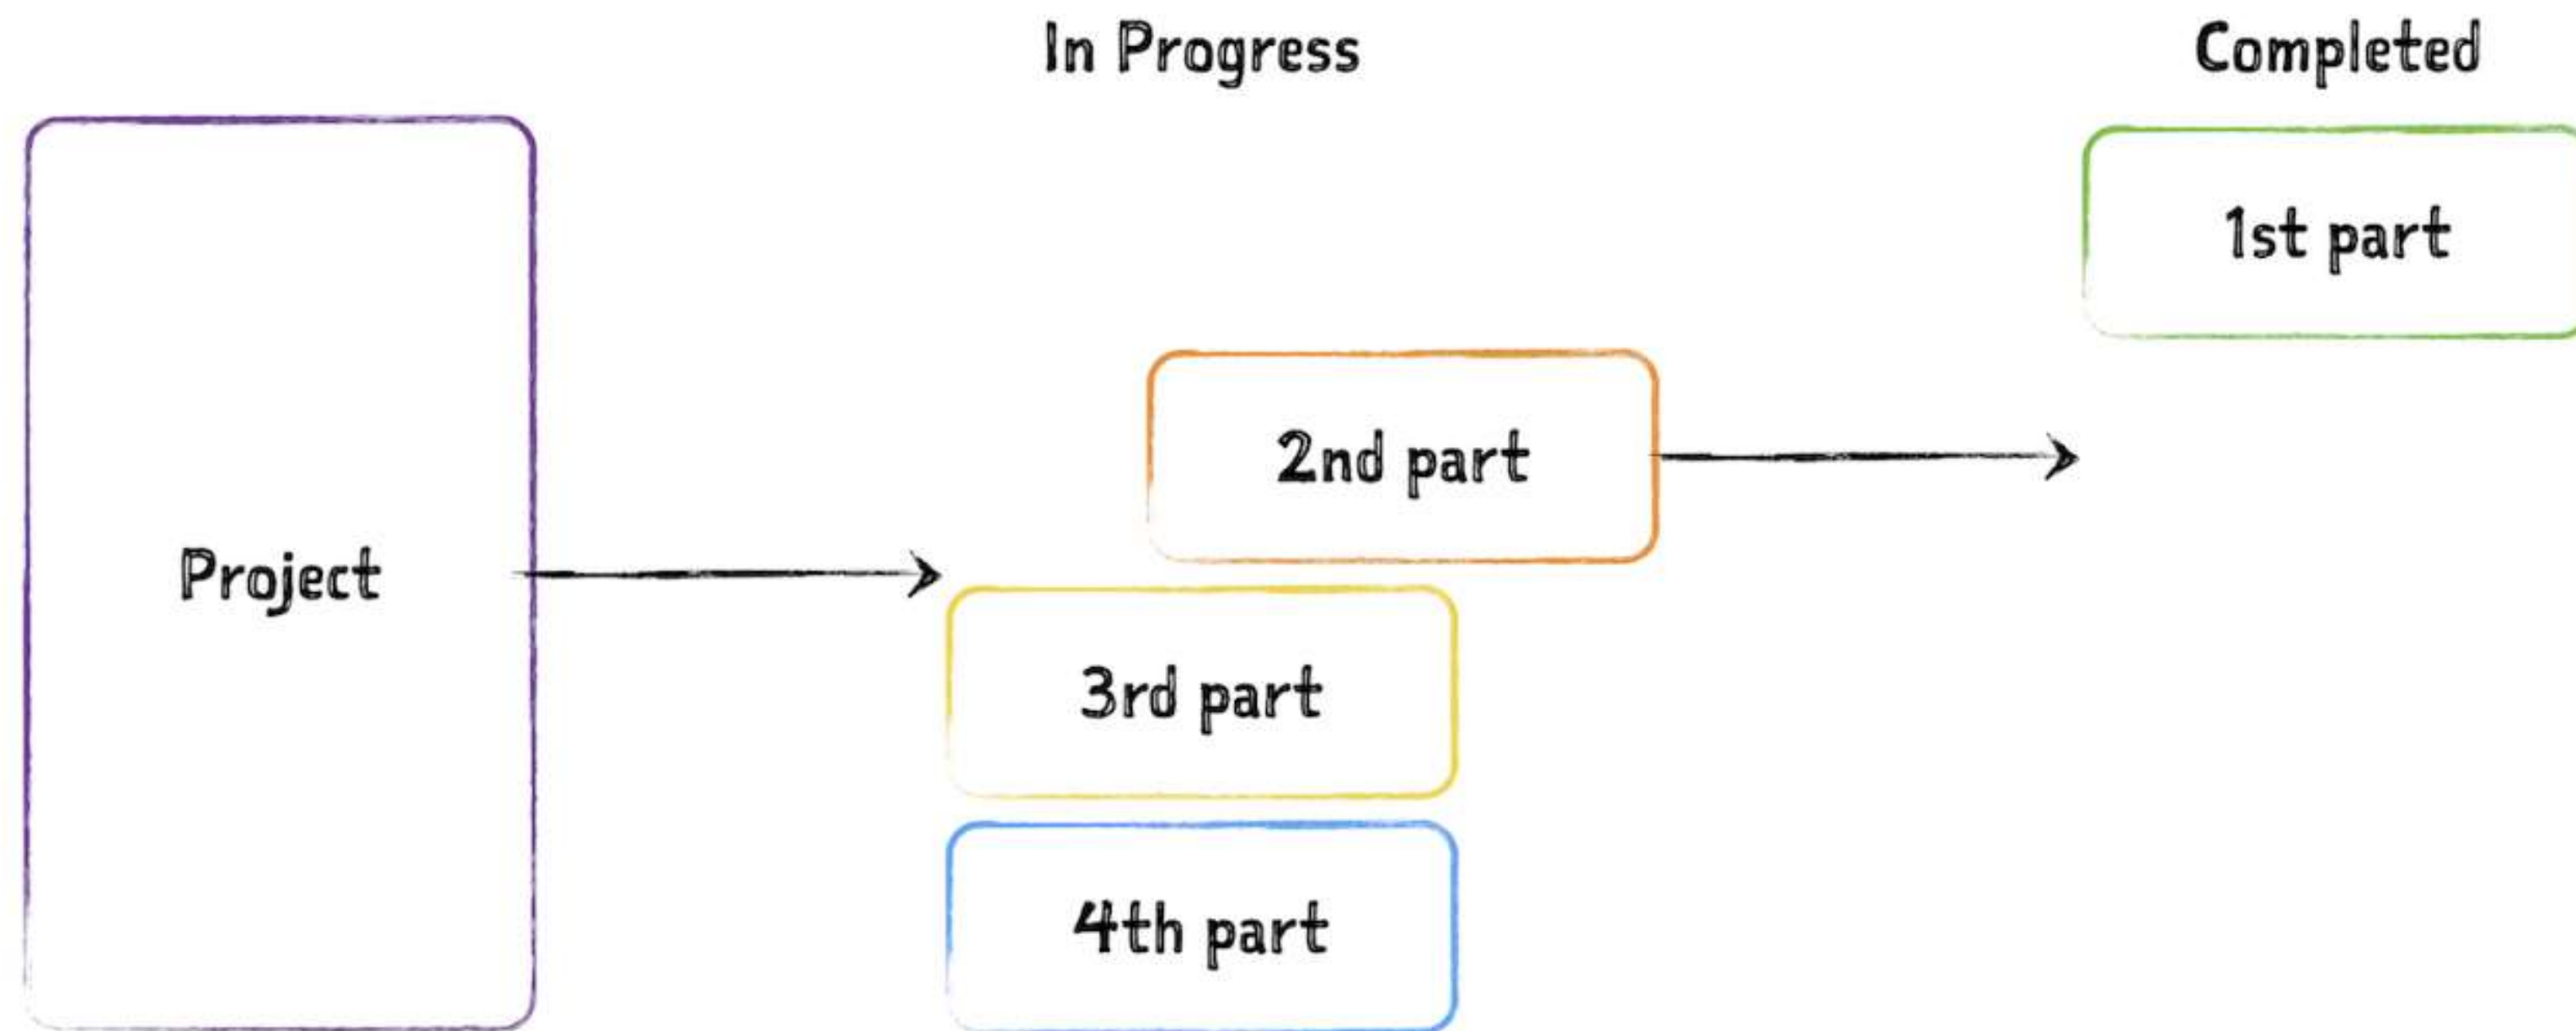 In Progress
Completed
1st part
2nd part
Project
3rd part
4th part